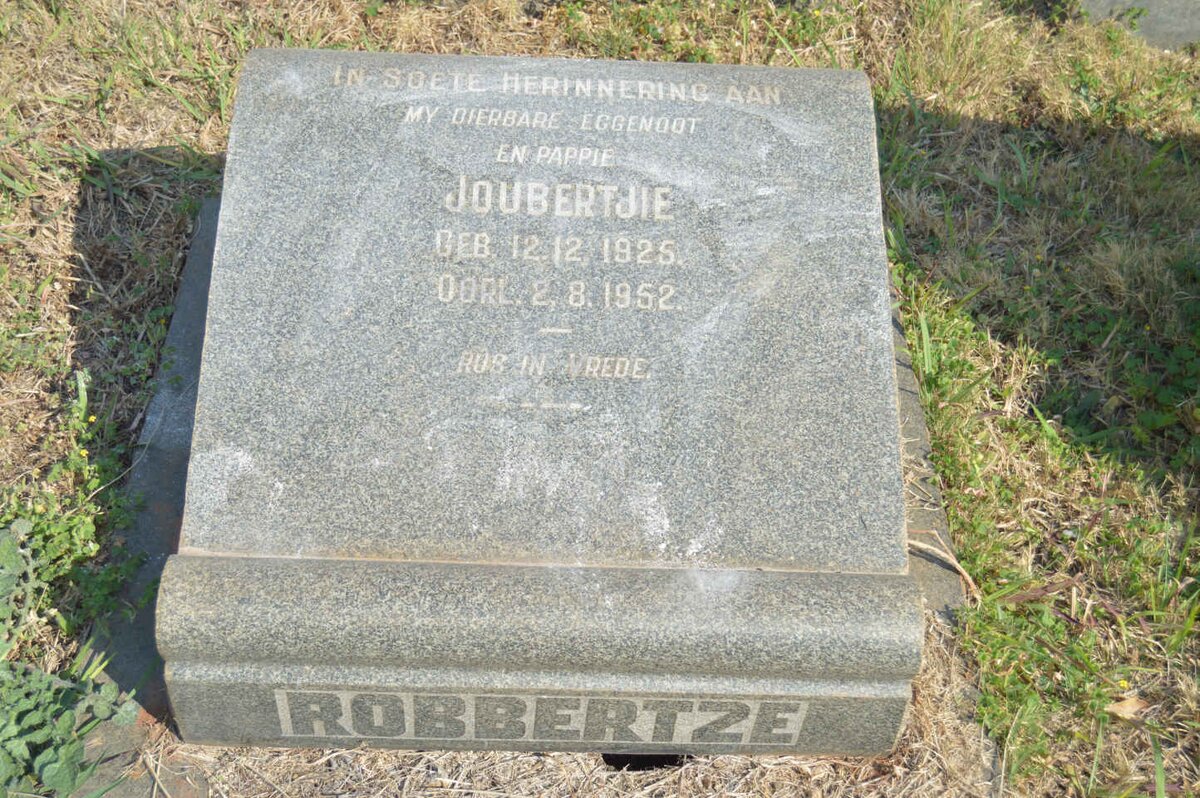 IN SOETE HERINNERING AAN
MY DIERBARE EGGENOOT
EN PAPPIE
JOUBERTJIE
GEB. 12.12.1925.
OORL. 2.8.1952.
RUS IN VREDE.
ROBBERTZE